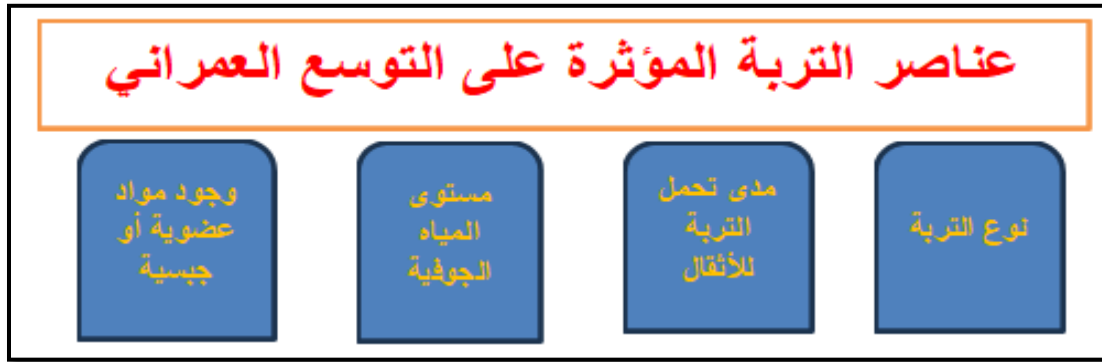 عناصر التربة المؤثرة على التوسع العمراني
نوع التربة
مدى تحمل
التربة
للأثقال
مستوى
المياه
الجوفية
وجود مواد
عضوية أو
جبسية